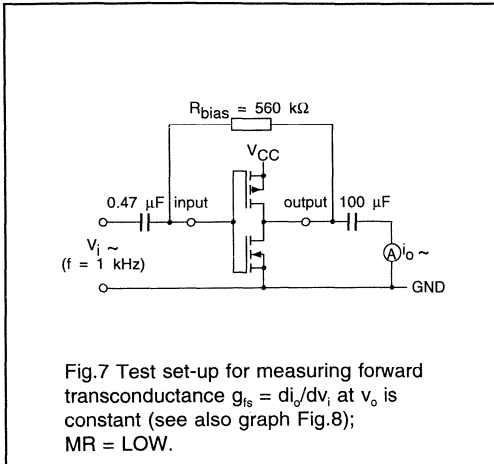 R_bias = 560 kΩ
V_CC
0.47 μF input output 100 μF
V_i ~
(f = 1 kHz)
A i_o ~
GND
Fig.7 Test set-up for measuring forward
transconductance g_fs = di_o/dv_i at v_o is
constant (see also graph Fig.8);
MR = LOW.